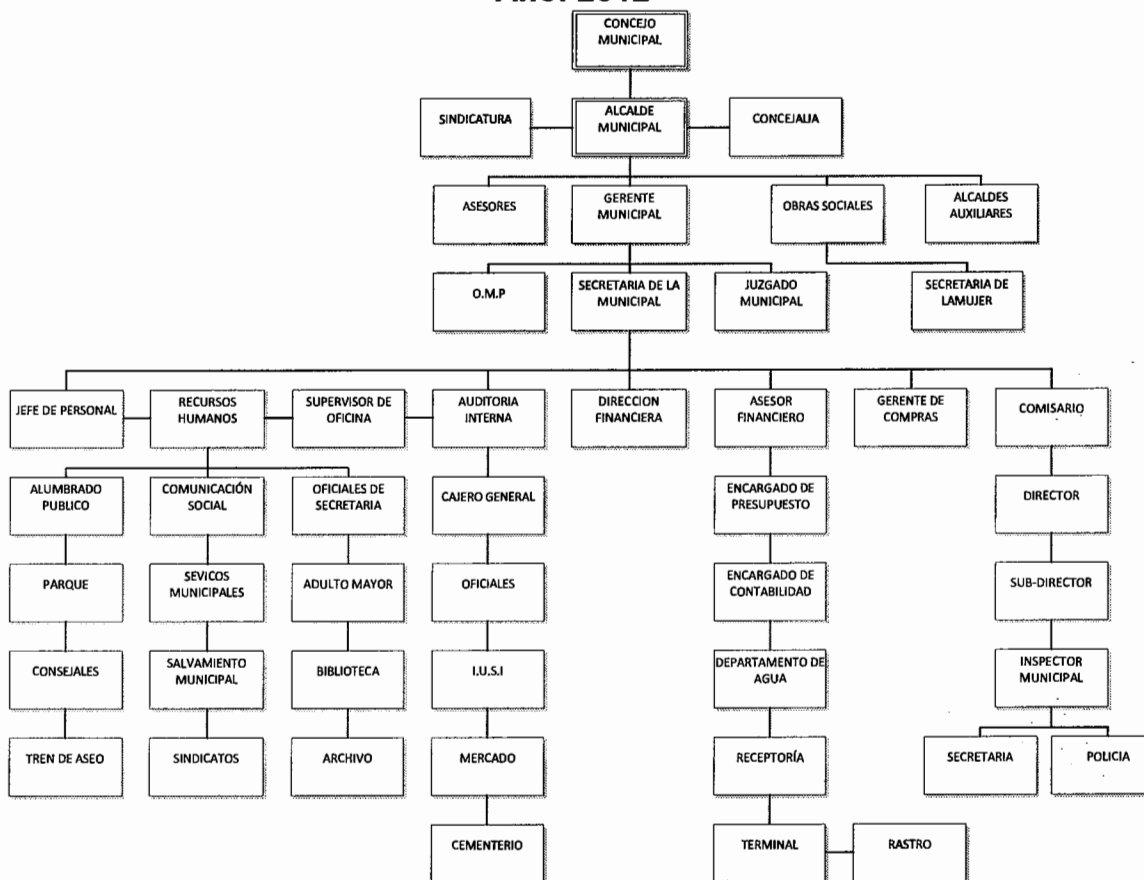 CONCEJO
MUNICIPAL
SINDICATURA
ALCALDE
MUNICIPAL
CONCEJALIA
ASESORES
GERENTE
MUNICIPAL
OBRAS SOCIALES
ALCALDES
AUXILIARES
O.M.P
SECRETARIA DE LA
MUNICIPAL
JUZGADO
MUNICIPAL
SECRETARIA DE
LAMUJER
JEFE DE PERSONAL
RECURSOS
HUMANOS
SUPERVISOR DE
OFICINA
AUDITORIA
INTERNA
DIRECCION
FINANCIERA
ASESOR
FINANCIERO
GERENTE DE
COMPRAS
COMISARIO
ALUMBRADO
PUBLICO
COMUNICACIÓN
SOCIAL
OFICIALES DE
SECRETARIA
CAJERO GENERAL
ENCARGADO DE
PRESUPUESTO
DIRECTOR
PARQUE
SEVICOS
MUNICIPALES
ADULTO MAYOR
OFICIALES
ENCARGADO DE
CONTABILIDAD
SUB-DIRECTOR
CONSEJALES
SALVAMIENTO
MUNICIPAL
BIBLIOTECA
I.U.S.I
DEPARTAMENTO DE
AGUA
INSPECTOR
MUNICIPAL
TREN DE ASEO
SINDICATOS
ARCHIVO
MERCADO
RECEPTORÍA
SECRETARIA
POLICIA
CEMENTERIO
TERMINAL
RASTRO